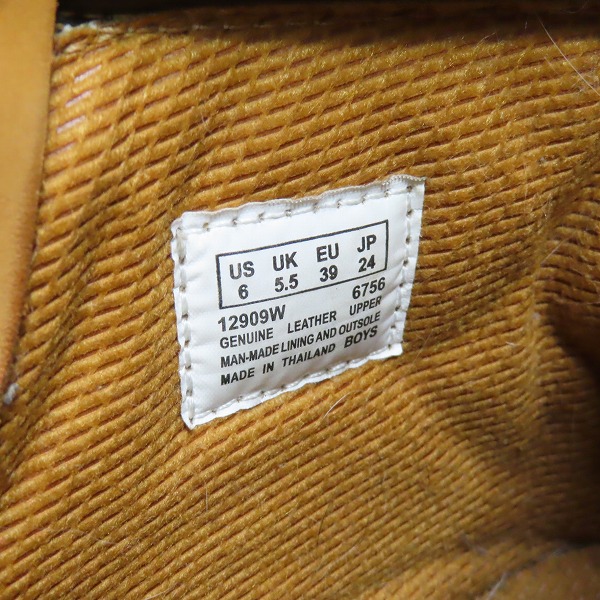 US UK EU JP
6 5.5 39 24
12909W 6756
GENUINE LEATHER UPPER
MAN-MADE LINING AND OUTSOLE
MADE IN THAILAND BOYS